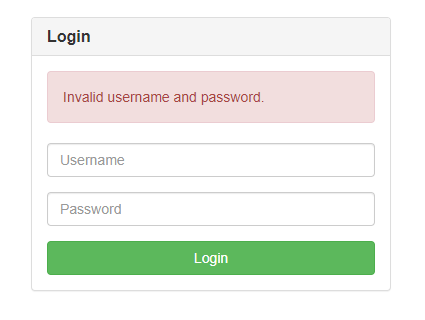 Login
Invalid username and password.
Username
Password
Login